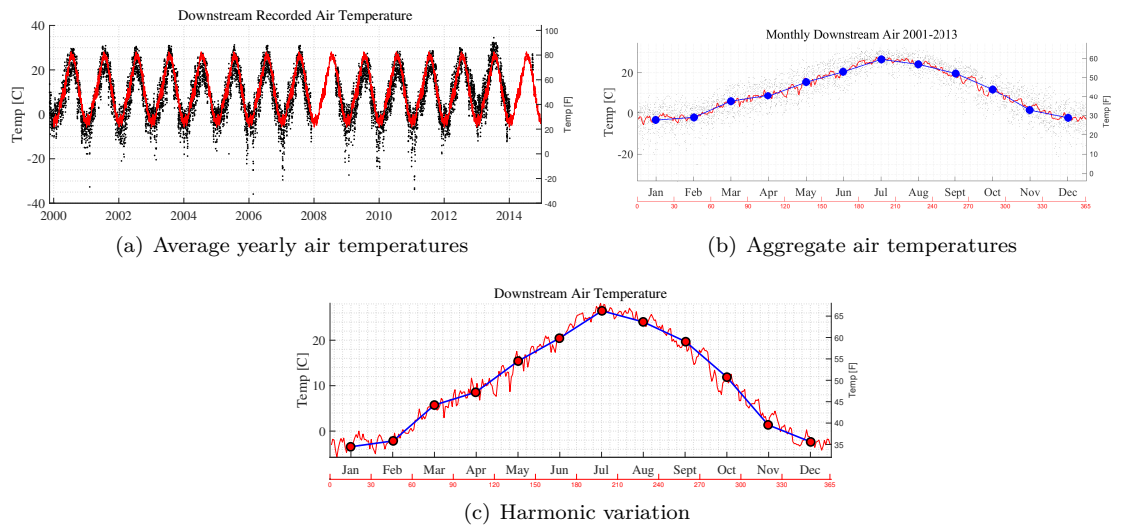 Downstream Recorded Air Temperature
40
20
0
-20
-40
Temp [C]
100
80
60
40
20
0
-20
-40
Temp [F]
2000 2002 2004 2006 2008 2010 2012 2014
(a) Average yearly air temperatures
Monthly Downstream Air 2001-2013
20
0
-20
Temp [C]
60
50
40
30
20
10
0
Temp [F]
Jan Feb Mar Apr May Jun Jul Aug Sept Oct Nov Dec
0 30 60 90 120 150 180 210 240 270 300 330 365
(b) Aggregate air temperatures
Downstream Air Temperature
20
10
0
Temp [C]
65
60
55
50
45
40
35
Temp [F]
Jan Feb Mar Apr May Jun Jul Aug Sept Oct Nov Dec
0 30 60 90 120 150 180 210 240 270 300 330 365
(c) Harmonic variation